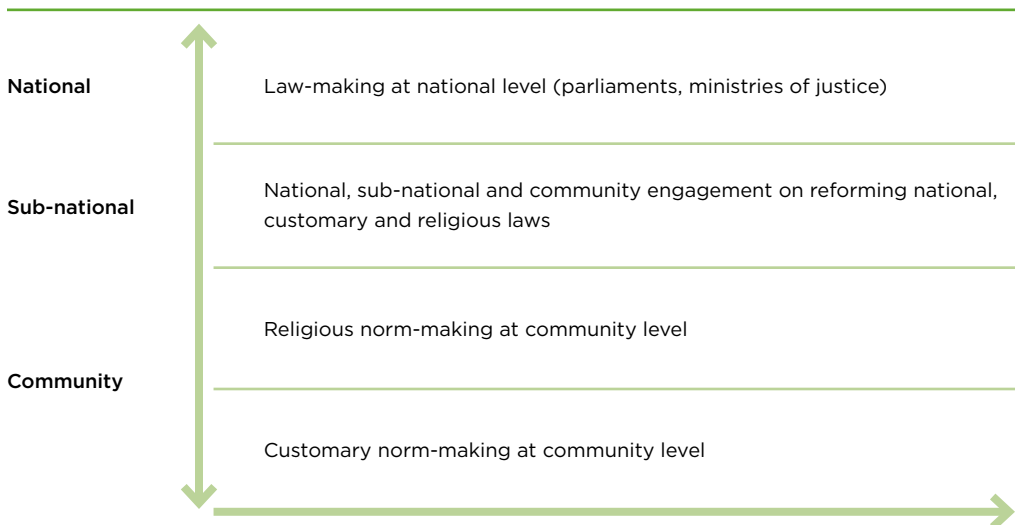 National
Law-making at national level (parliaments, ministries of justice)
Sub-national
National, sub-national and community engagement on reforming national,
customary and religious laws
Religious norm-making at community level
Community
Customary norm-making at community level